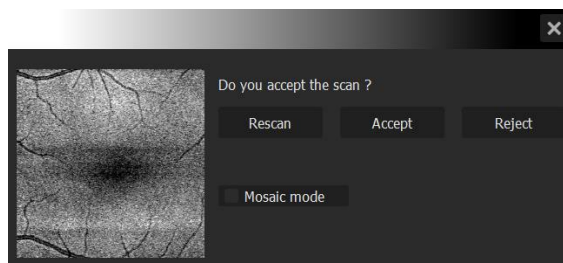 Do you accept the scan ?
Rescan Accept Reject
Mosaic mode